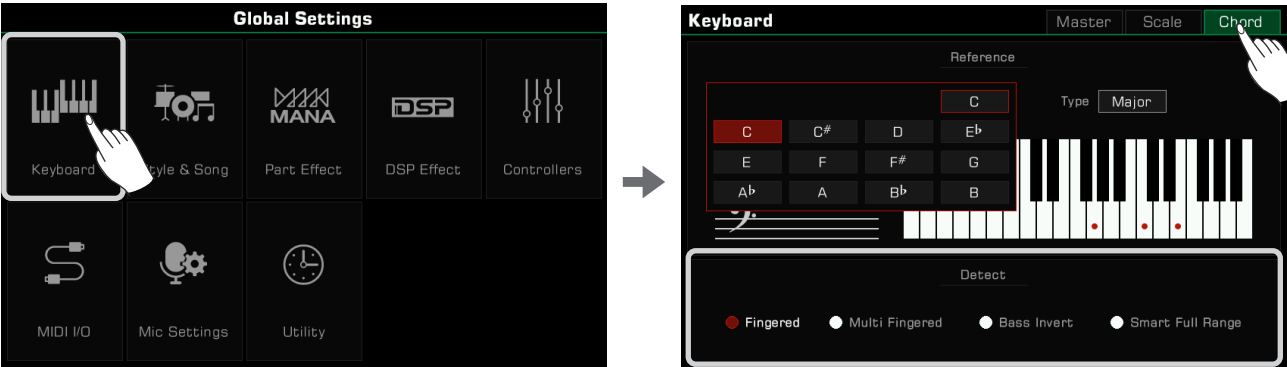 Global Settings
MANA
DSP
Keyboard
Style & Song
Part Effect
DSP Effect
Controllers
MIDI I/O
Mic Settings
Utility
Keyboard
Master
Scale
Chord
Reference
C
Type
Major
C C# D E♭
E F F# G
A♭ A B♭ B
Detect
Fingered
Multi Fingered
Bass Invert
Smart Full Range